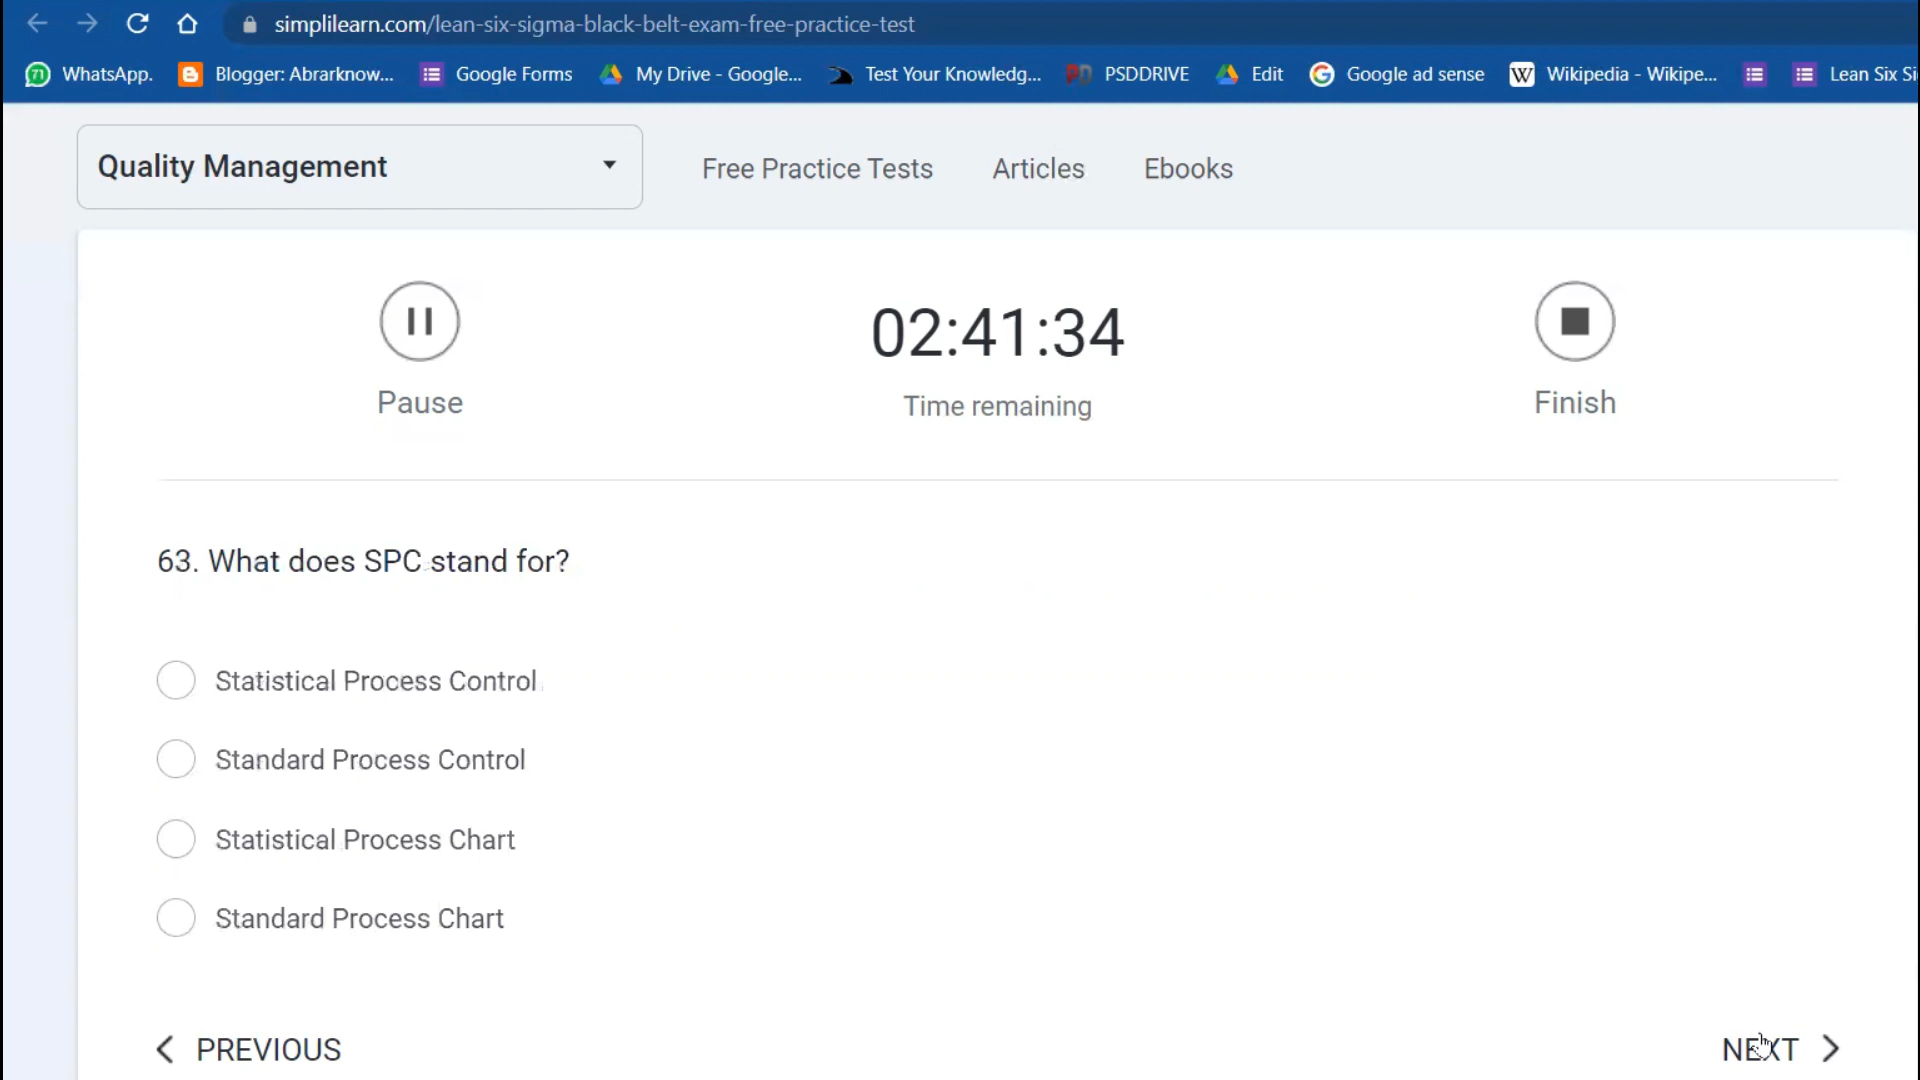 simplilearn.com/lean-six-sigma-black-belt-exam-free-practice-test
71 WhatsApp. Blogger: Abrarknow... Google Forms My Drive - Google... Test Your Knowledg... PD PSDDRIVE Edit G Google ad sense W Wikipedia - Wikipe... Lean Six Si
Quality Management Free Practice Tests Articles Ebooks
02:41:34
Pause Time remaining Finish
63. What does SPC stand for?
Statistical Process Control
Standard Process Control
Statistical Process Chart
Standard Process Chart
PREVIOUS NEXT